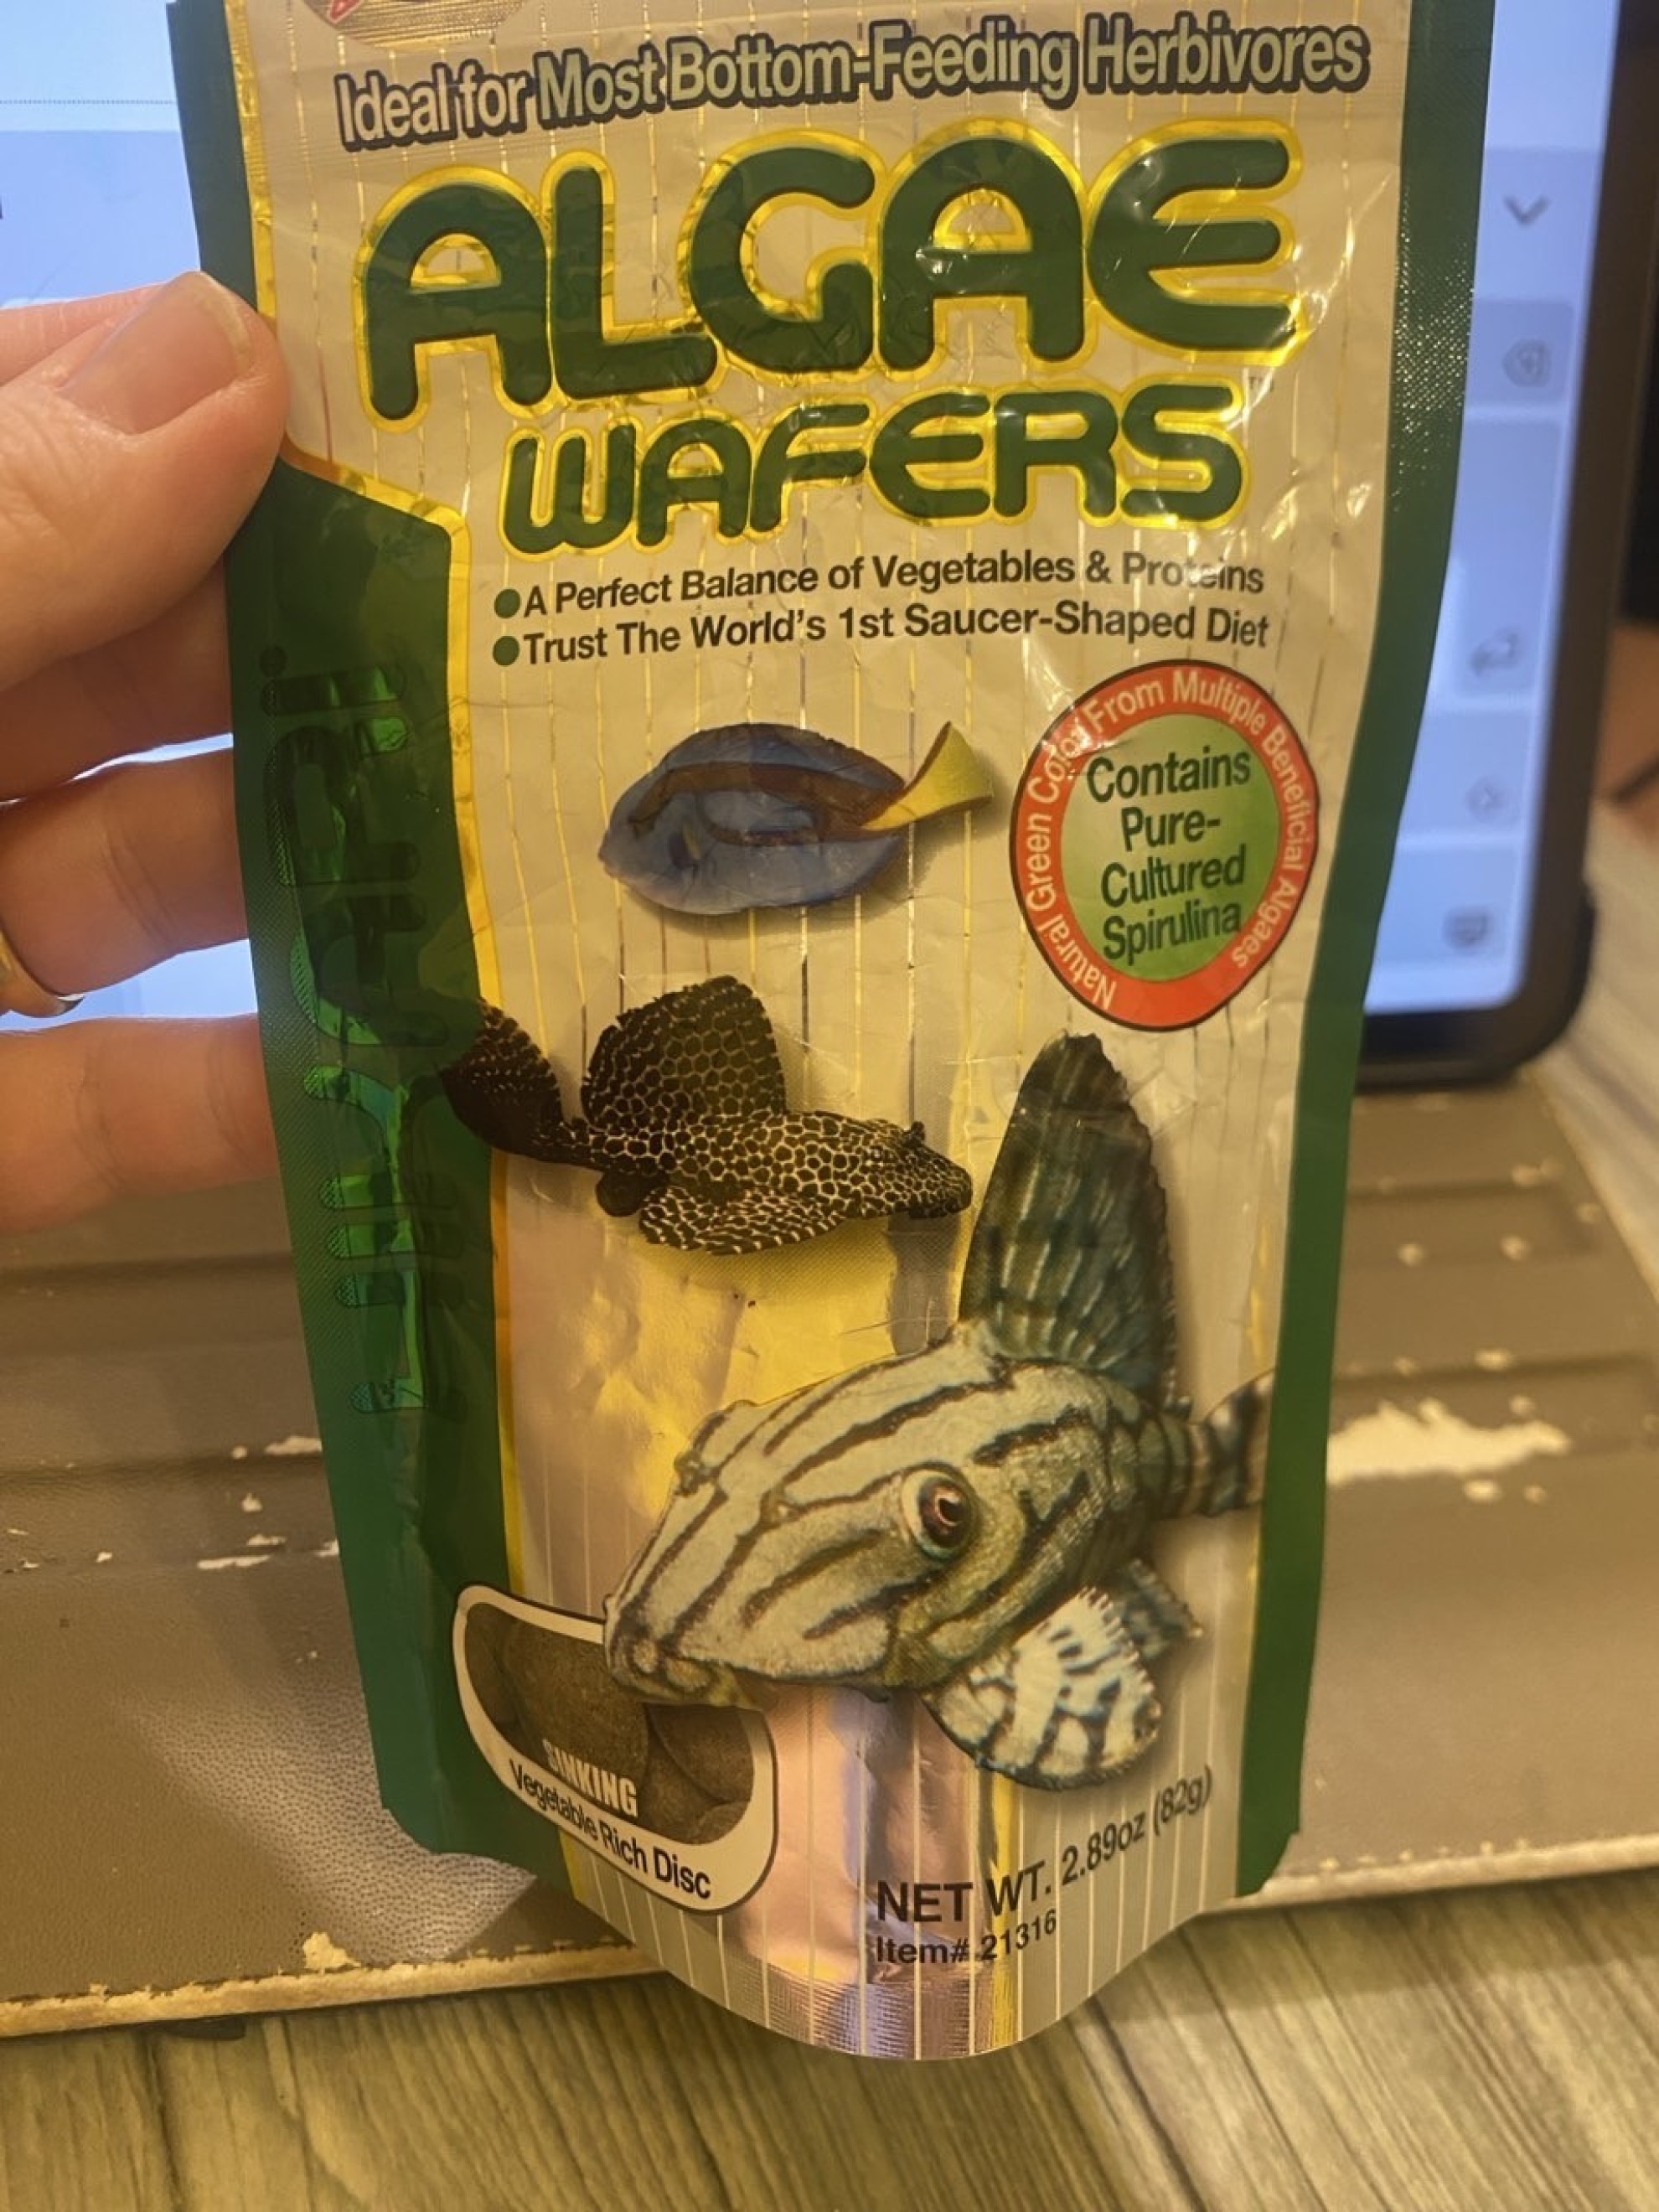 Ideal for Most Bottom-Feeding Herbivores
ALGAE
WAFERS™
●A Perfect Balance of Vegetables & Proteins
●Trust The World's 1st Saucer-Shaped Diet
Natural Green Color From Multiple Beneficial Algaes
Contains
Pure-
Cultured
Spirulina
HIKARI
SINKING
Vegetable Rich Disc
NET WT. 2.89oz (82g)
Item# 21316